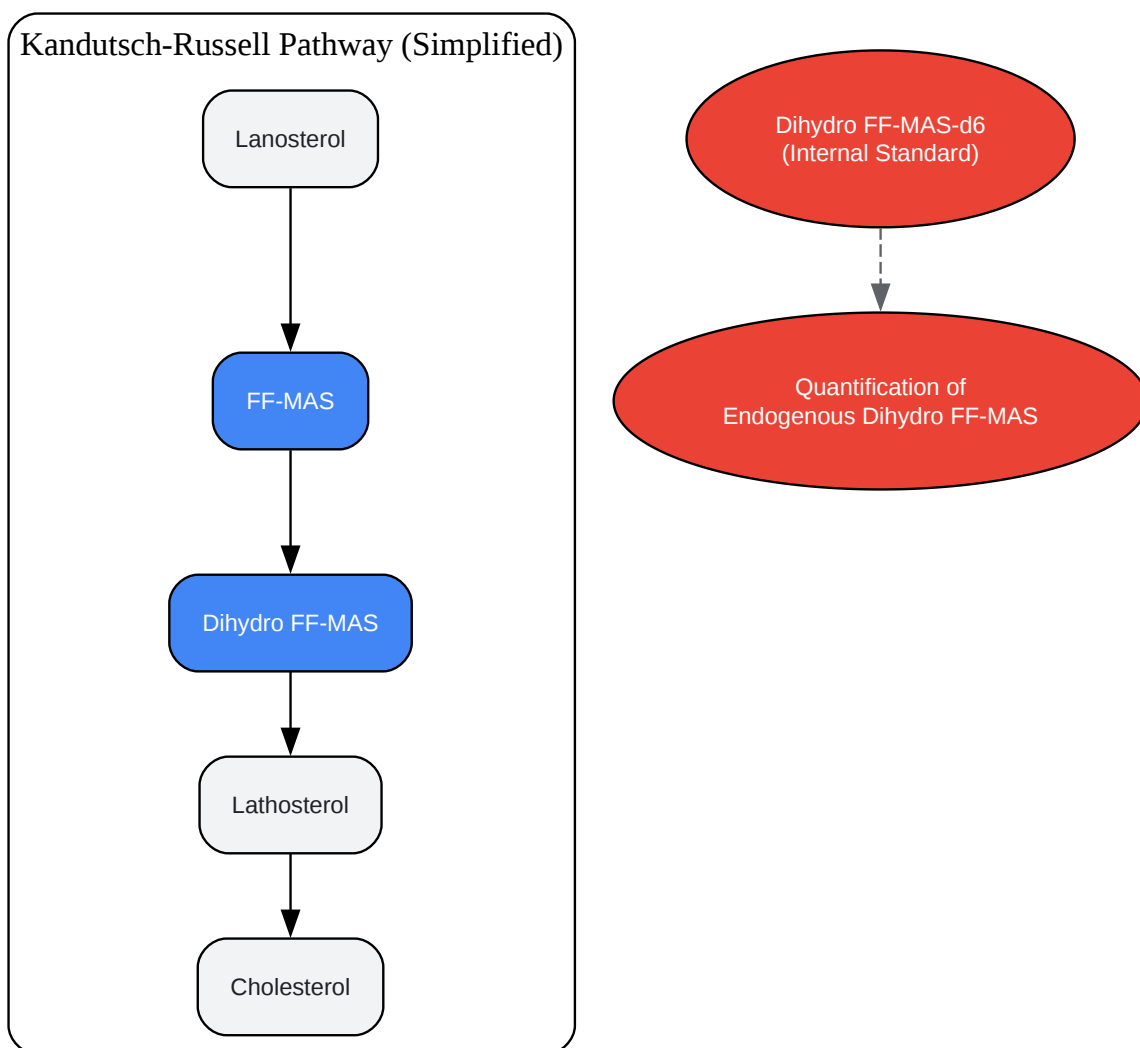 Kandutsch-Russell Pathway (Simplified)
Lanosterol
FF-MAS
Dihydro FF-MAS
Lathosterol
Cholesterol
Dihydro FF-MAS-d6
(Internal Standard)
Quantification of
Endogenous Dihydro FF-MAS